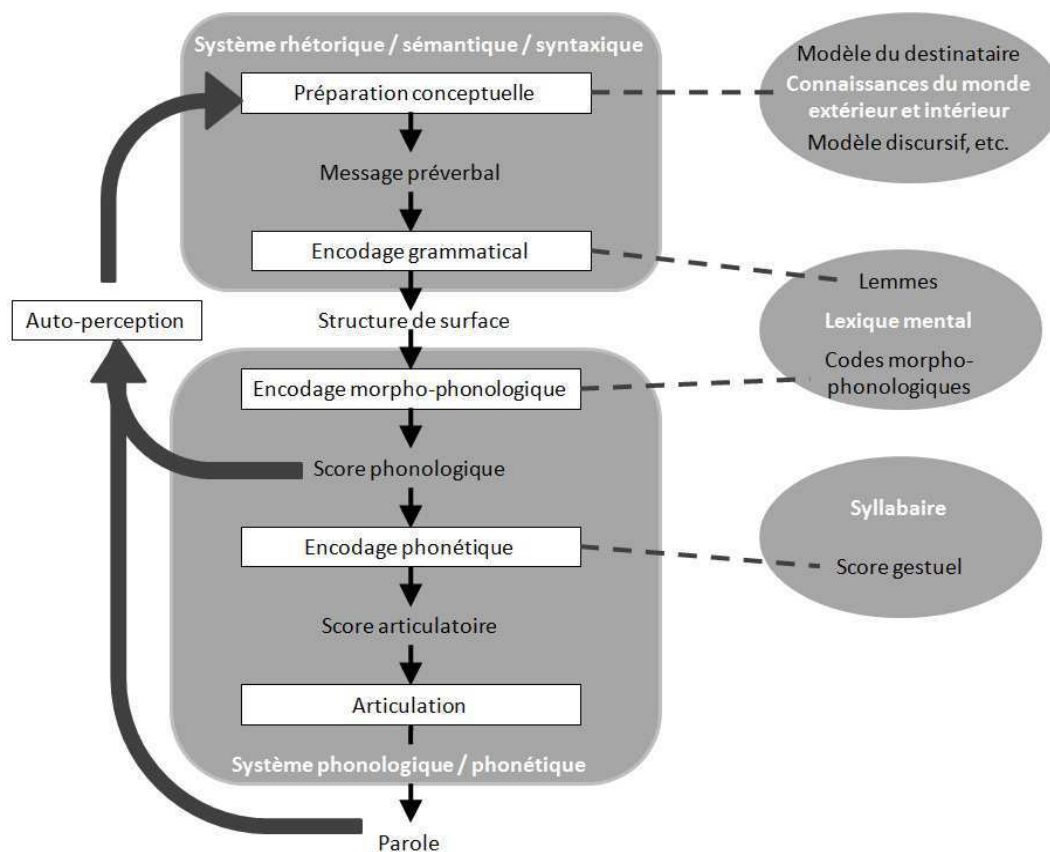 Système rhétorique / sémantique / syntaxique
Préparation conceptuelle
Message préverbal
Encodage grammatical
Structure de surface
Auto-perception
Encodage morpho-phonologique
Score phonologique
Encodage phonétique
Score articulatoire
Articulation
Système phonologique / phonétique
Parole
Modèle du destinataire
Connaissances du monde
extérieur et intérieur
Modèle discursif, etc.
Lemmes
Lexique mental
Codes morpho-
phonologiques
Syllabaire
Score gestuel